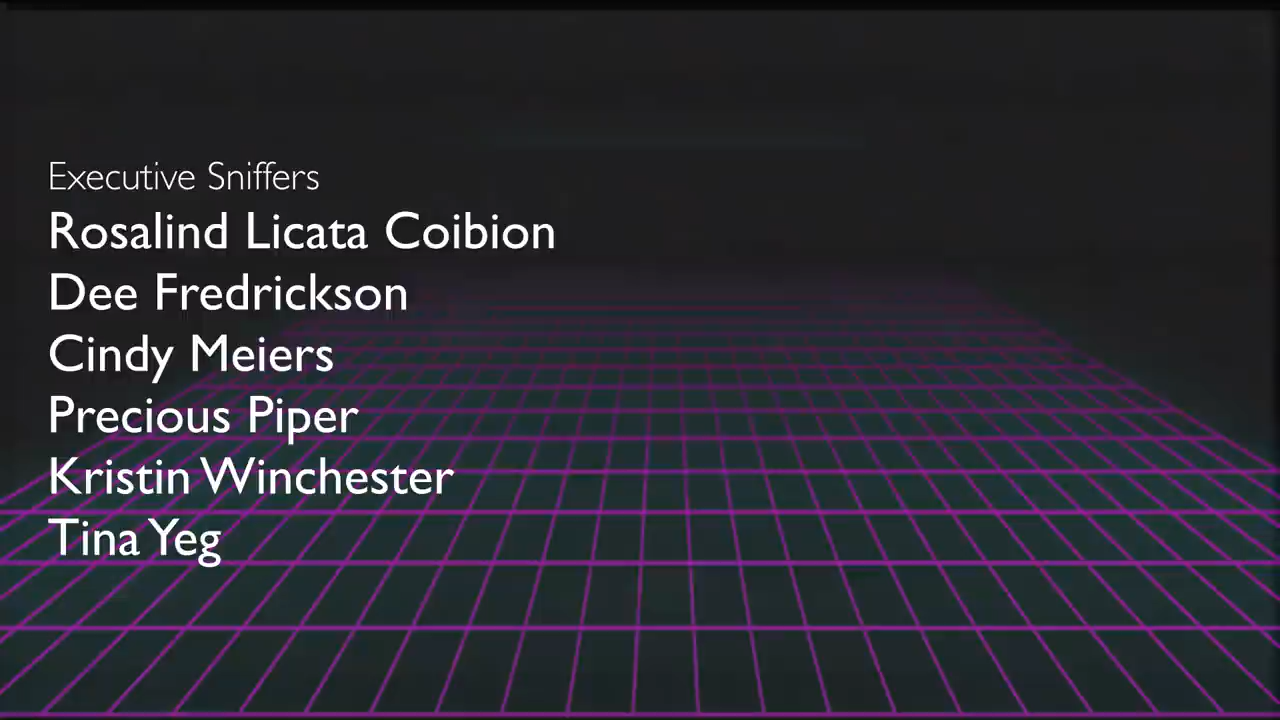 Executive Sniffers
Rosalind Licata Coibion
Dee Fredrickson
Cindy Meiers
Precious Piper
Kristin Winchester
Tina Yeg